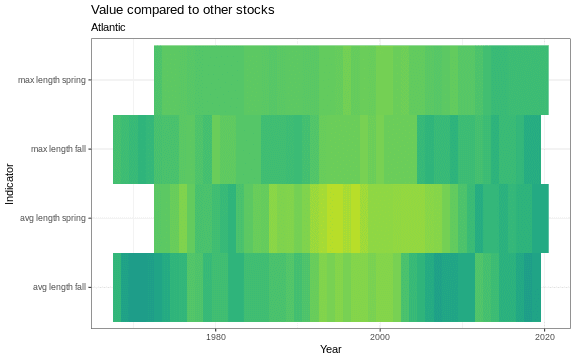 Value compared to other stocks
Atlantic
max length spring
max length fall
avg length spring
avg length fall
Indicator
1980
2000
2020
Year